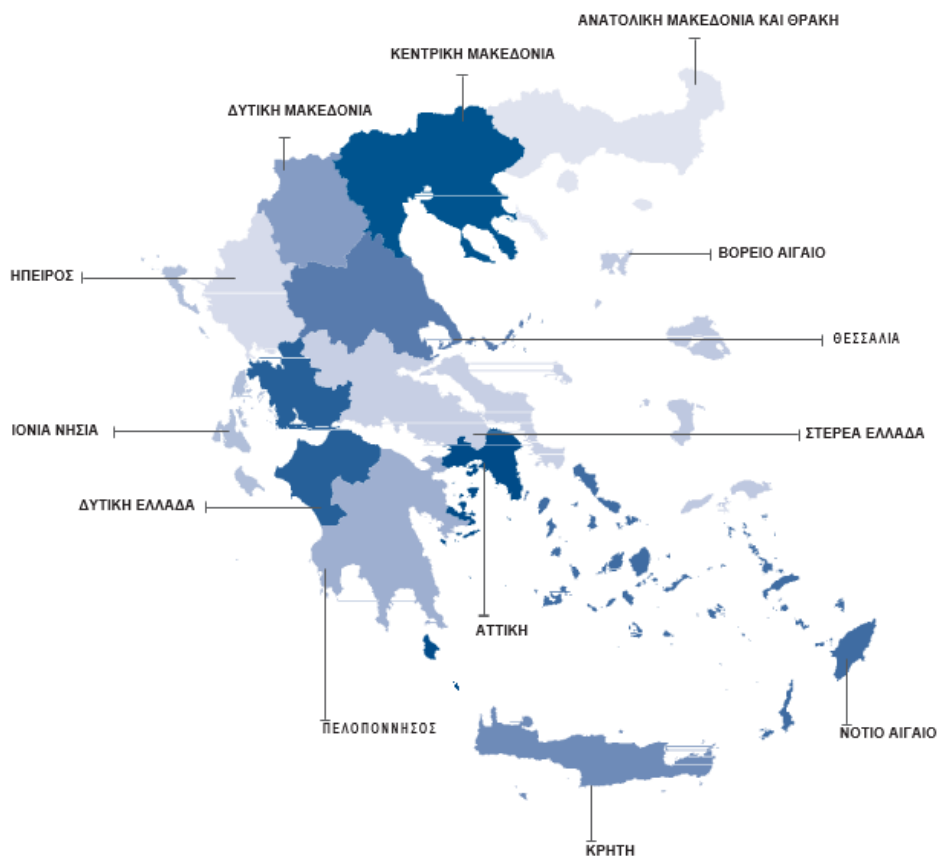 ΑΝΑΤΟΛΙΚΗ ΜΑΚΕΔΟΝΙΑ ΚΑΙ ΘΡΑΚΗ
ΚΕΝΤΡΙΚΗ ΜΑΚΕΔΟΝΙΑ
ΔΥΤΙΚΗ ΜΑΚΕΔΟΝΙΑ
ΒΟΡΕΙΟ ΑΙΓΑΙΟ
ΗΠΕΙΡΟΣ
ΘΕΣΣΑΛΙΑ
ΙΟΝΙΑ ΝΗΣΙΑ
ΣΤΕΡΕΑ ΕΛΛΑΔΑ
ΔΥΤΙΚΗ ΕΛΛΑΔΑ
ΑΤΤΙΚΗ
ΠΕΛΟΠΟΝΝΗΣΟΣ
ΝΟΤΙΟ ΑΙΓΑΙΟ
ΚΡΗΤΗ